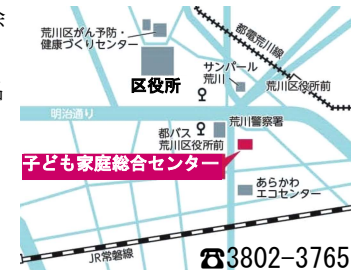 荒川区がん予防・
健康づくりセンター
都電荒川線
区役所
サンパール
荒川
荒川区役所前
明治通り
荒川警察署
都バス
荒川区役所前
子ども家庭総合センター
あらかわ
エコセンター
JR常磐線
☎3802-3765